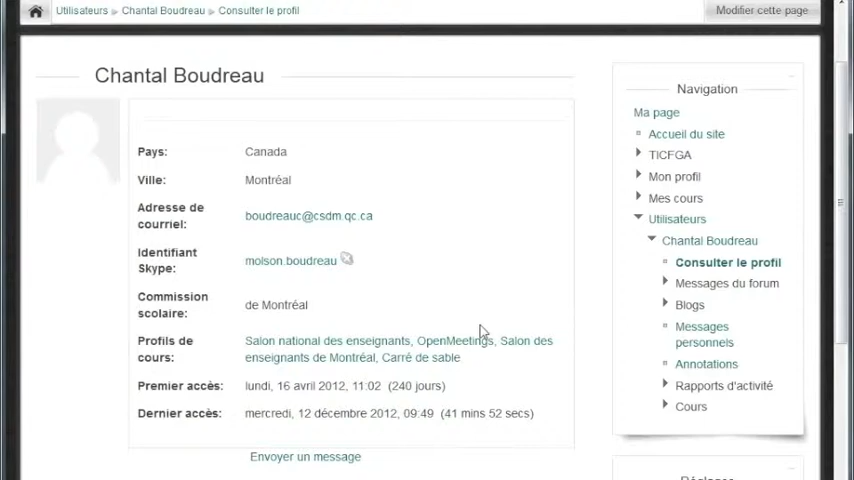 Utilisateurs Chantal Boudreau Consulter le profil
Modifier cette page
Chantal Boudreau
Pays: Canada
Ville: Montréal
Adresse de courriel: boudreauc@csdm.qc.ca
Identifiant Skype: molson.boudreau
Commission scolaire: de Montréal
Profils de cours: Salon national des enseignants, OpenMeetings, Salon des
enseignants de Montréal, Carré de sable
Premier accès: lundi, 16 avril 2012, 11:02 (240 jours)
Dernier accès: mercredi, 12 décembre 2012, 09:49 (41 mins 52 secs)
Envoyer un message
Navigation
Ma page
Accueil du site
TICFGA
Mon profil
Mes cours
Utilisateurs
Chantal Boudreau
Consulter le profil
Messages du forum
Blogs
Messages
personnels
Annotations
Rapports d'activité
Cours